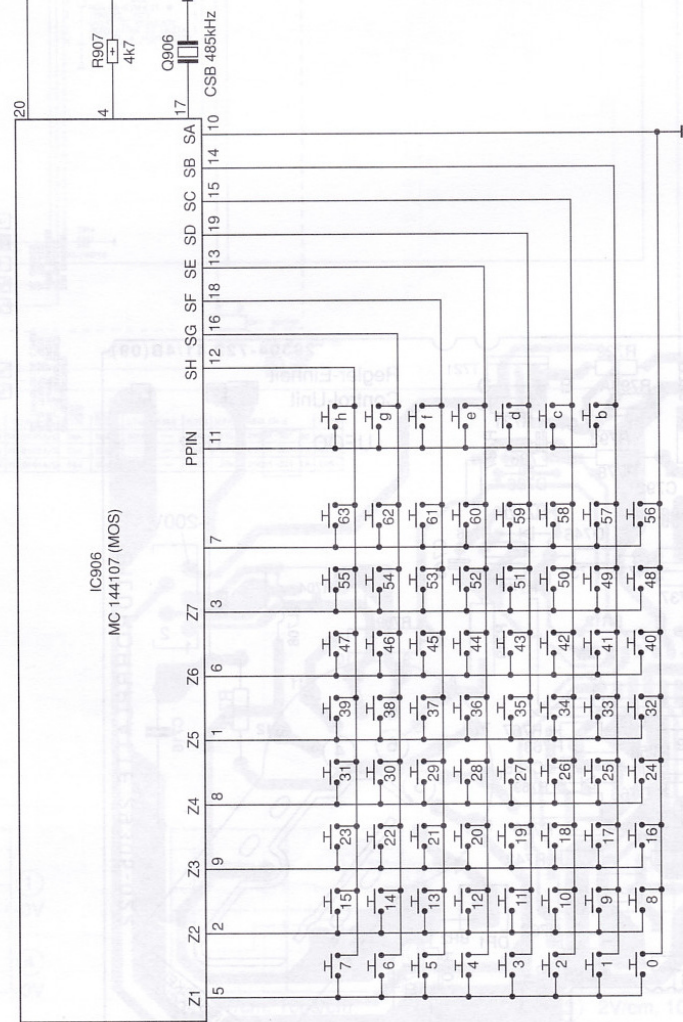 IC906
MC 144107 (MOS)
Z1 Z2 Z3 Z4 Z5 Z6 Z7 PPIN SH SG SF SE SD SC SB SA
5 2 9 8 1 6 3 7 11 12 16 18 13 19 15 14 10
20
4
17
R907
4k7
Q906
CSB 485kHz
7 15 23 31 39 47 55 63 h
6 14 22 30 38 46 54 62 g
5 13 21 29 37 45 53 61 f
4 12 20 28 36 44 52 60 e
3 11 19 27 35 43 51 59 d
2 10 18 26 34 42 50 58 c
1 9 17 25 33 41 49 57 b
0 8 16 24 32 40 48 56
Regler-Einheit
Control-Unit